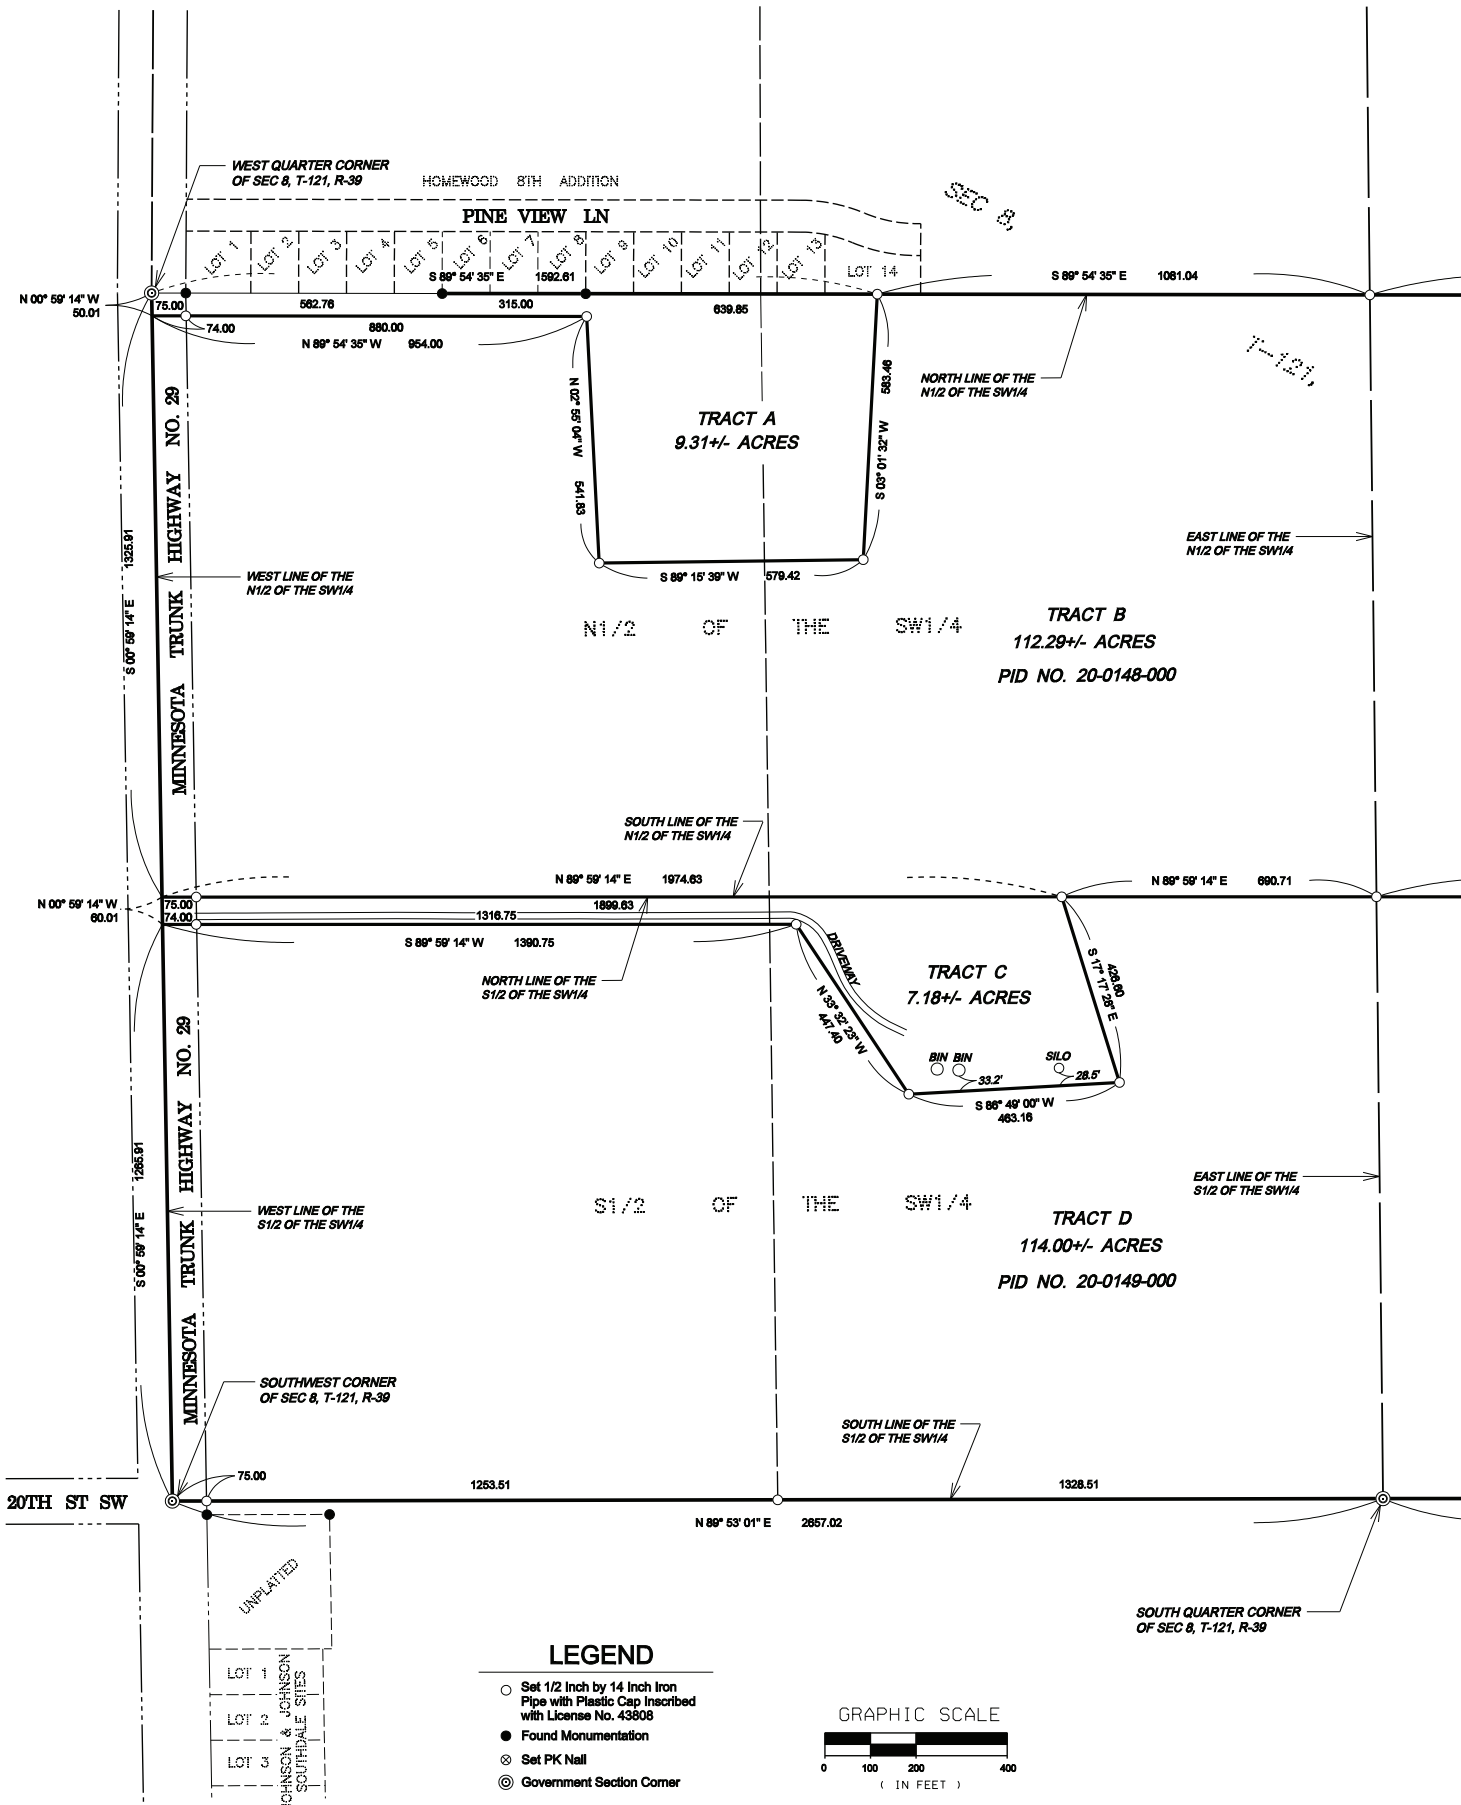 WEST QUARTER CORNER
OF SEC 8, T-121, R-39
HOMEWOOD 8TH ADDITION
PINE VIEW LN
SEC 8,
LOT 1
LOT 2
LOT 3
LOT 4
LOT 5
LOT 6
LOT 7
LOT 8
LOT 9
LOT 10
LOT 11
LOT 12
LOT 13
LOT 14
S 89° 54' 35" E 1592.61
S 89° 54' 35" E 1081.04
N 00° 59' 14" W
50.01
75.00
562.76
315.00
639.85
74.00
880.00
N 89° 54' 35" W 954.00
T-121,
NORTH LINE OF THE
N1/2 OF THE SW1/4
N 02° 55' 04" W 541.83
S 03° 01' 32" W 583.46
TRACT A
9.31+/- ACRES
S 89° 15' 39" W 579.42
MINNESOTA TRUNK HIGHWAY NO. 29
S 00° 59' 14" E 1325.91
WEST LINE OF THE
N1/2 OF THE SW1/4
EAST LINE OF THE
N1/2 OF THE SW1/4
N1/2 OF THE SW1/4
TRACT B
112.29+/- ACRES
PID NO. 20-0148-000
SOUTH LINE OF THE
N1/2 OF THE SW1/4
N 89° 59' 14" E 1974.63
N 89° 59' 14" E 690.71
N 00° 59' 14" W
60.01
75.00
1899.63
74.00
1316.75
S 89° 59' 14" W 1390.75
DRIVEWAY
NORTH LINE OF THE
S1/2 OF THE SW1/4
TRACT C
7.18+/- ACRES
S 17° 17' 28" E
426.60
N 33° 32' 23" W
447.40
BIN
BIN
SILO
33.2'
28.5'
S 86° 49' 00" W
463.16
MINNESOTA TRUNK HIGHWAY NO. 29
S 00° 59' 14" E 1265.91
WEST LINE OF THE
S1/2 OF THE SW1/4
EAST LINE OF THE
S1/2 OF THE SW1/4
S1/2 OF THE SW1/4
TRACT D
114.00+/- ACRES
PID NO. 20-0149-000
SOUTHWEST CORNER
OF SEC 8, T-121, R-39
SOUTH LINE OF THE
S1/2 OF THE SW1/4
20TH ST SW
75.00
1253.51
1328.51
N 89° 53' 01" E 2657.02
UNPLATTED
SOUTH QUARTER CORNER
OF SEC 8, T-121, R-39
LOT 1
LOT 2
LOT 3
JOHNSON & JOHNSON
SOUTHDALE SITES
LEGEND
Set 1/2 Inch by 14 Inch Iron
Pipe with Plastic Cap Inscribed
with License No. 43808
Found Monumentation
Set PK Nail
Government Section Corner
GRAPHIC SCALE
0 100 200 400
( IN FEET )